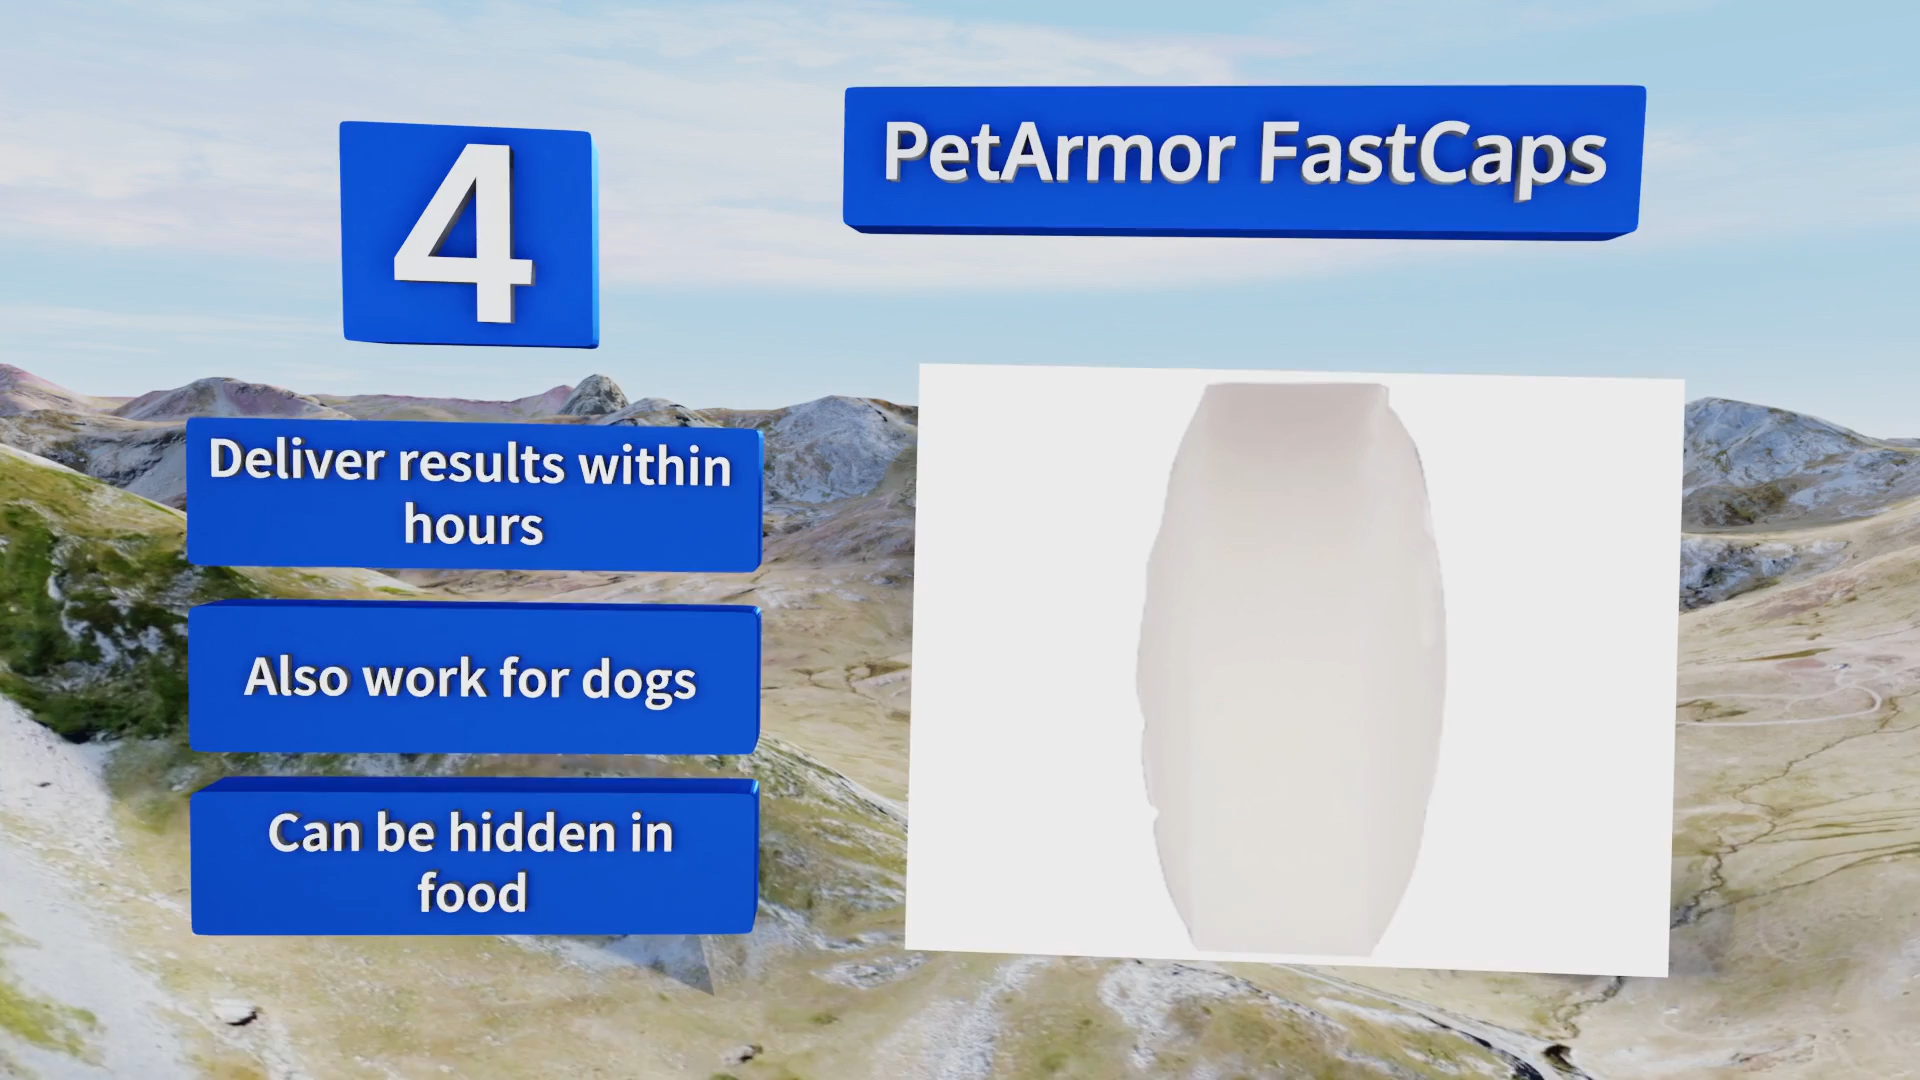 4
PetArmor FastCaps
Deliver results within
hours
Also work for dogs
Can be hidden in
food